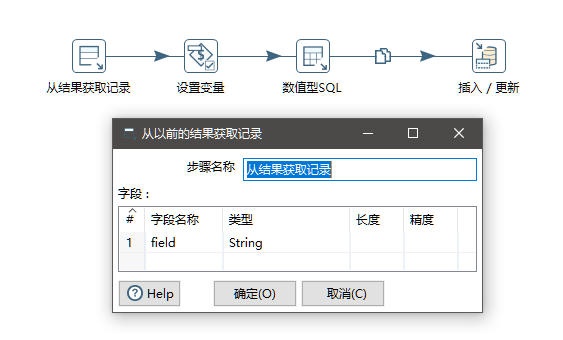 从结果获取记录
设置变量
数值型SQL
插入 / 更新
从以前的结果获取记录
步骤名称 从结果获取记录
字段：
# 字段名称 类型 长度 精度
1 field String
Help 确定(O) 取消(C)